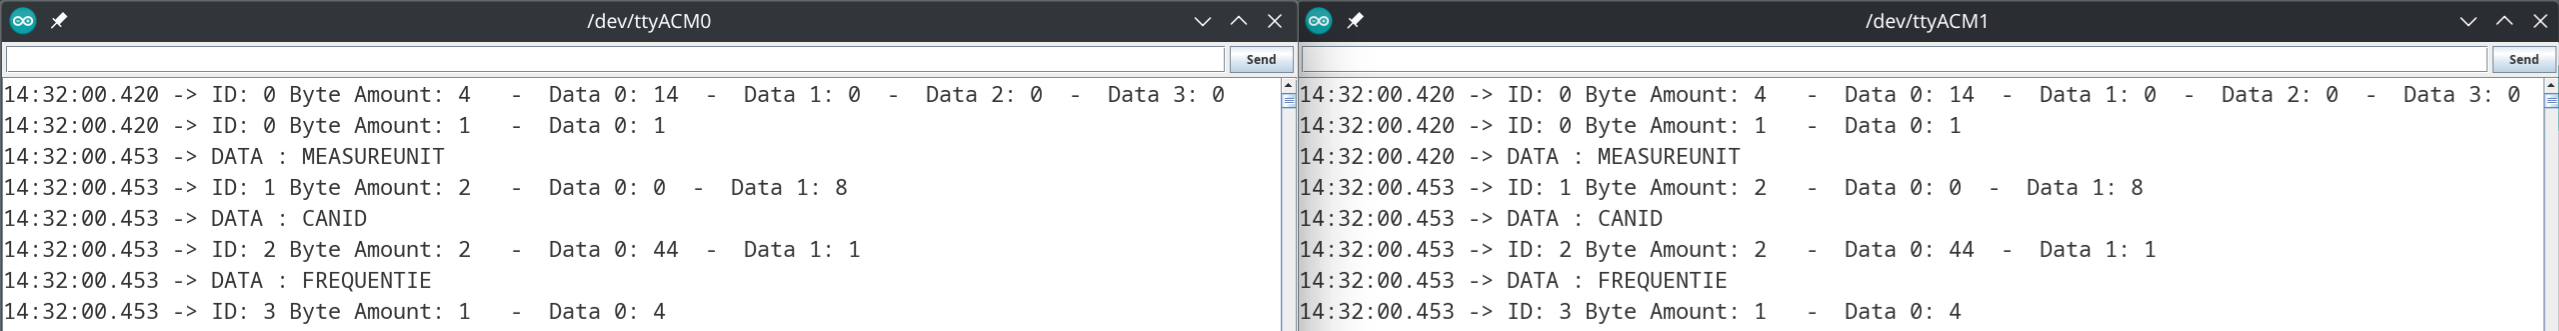 /dev/ttyACM0
Send
14:32:00.420 -> ID: 0 Byte Amount: 4   -  Data 0: 14  -  Data 1: 0  -  Data 2: 0  -  Data 3: 0
14:32:00.420 -> ID: 0 Byte Amount: 1   -  Data 0: 1
14:32:00.453 -> DATA : MEASUREUNIT
14:32:00.453 -> ID: 1 Byte Amount: 2   -  Data 0: 0  -  Data 1: 8
14:32:00.453 -> DATA : CANID
14:32:00.453 -> ID: 2 Byte Amount: 2   -  Data 0: 44  -  Data 1: 1
14:32:00.453 -> DATA : FREQUENTIE
14:32:00.453 -> ID: 3 Byte Amount: 1   -  Data 0: 4
/dev/ttyACM1
Send
14:32:00.420 -> ID: 0 Byte Amount: 4   -  Data 0: 14  -  Data 1: 0  -  Data 2: 0  -  Data 3: 0
14:32:00.420 -> ID: 0 Byte Amount: 1   -  Data 0: 1
14:32:00.420 -> DATA : MEASUREUNIT
14:32:00.453 -> ID: 1 Byte Amount: 2   -  Data 0: 0  -  Data 1: 8
14:32:00.453 -> DATA : CANID
14:32:00.453 -> ID: 2 Byte Amount: 2   -  Data 0: 44  -  Data 1: 1
14:32:00.453 -> DATA : FREQUENTIE
14:32:00.453 -> ID: 3 Byte Amount: 1   -  Data 0: 4